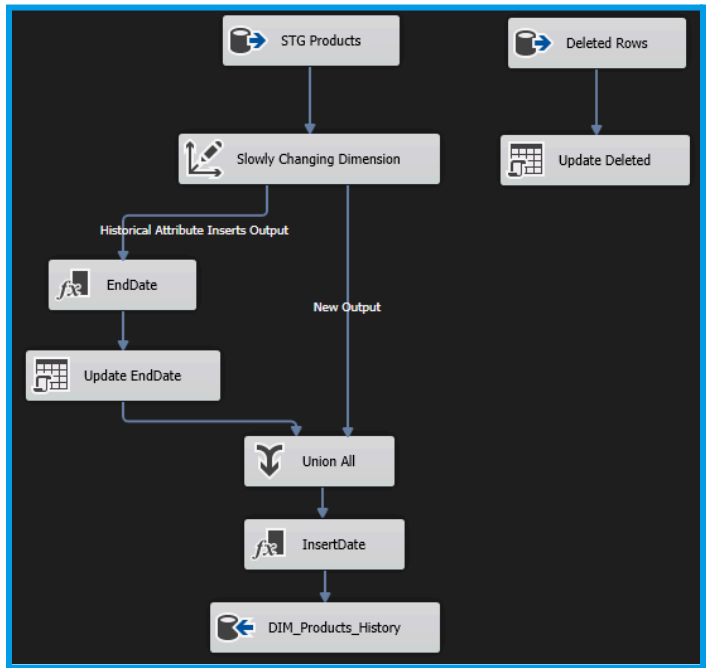 STG Products
Deleted Rows
Slowly Changing Dimension
Update Deleted
Historical Attribute Inserts Output
EndDate
New Output
Update EndDate
Union All
InsertDate
DIM_Products_History